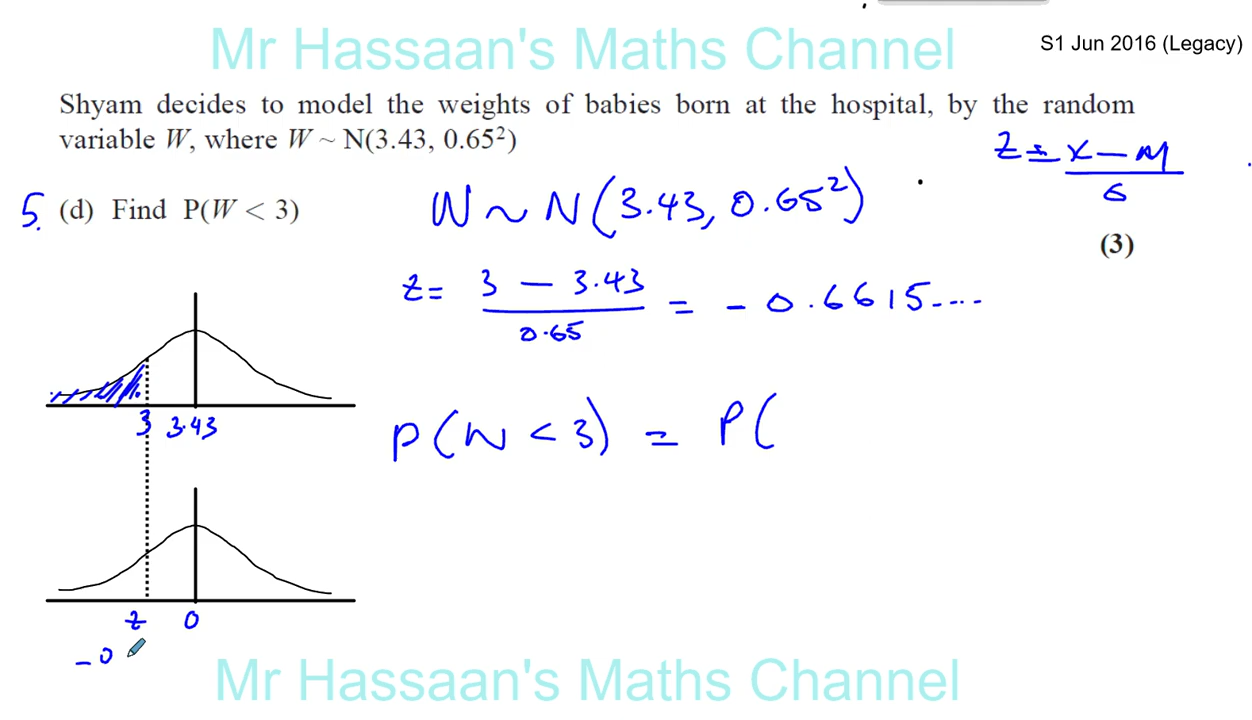 Mr Hassaan's Maths Channel
S1 Jun 2016 (Legacy)
Shyam decides to model the weights of babies born at the hospital, by the random
variable W, where W ~ N(3.43, 0.65²)
z = x − μ / σ
5. (d) Find P(W < 3)
W ~ N(3.43, 0.65²)
(3)
z = 3 − 3.43 / 0.65 = − 0.6615....
3 3.43
P(W < 3) = P(
z 0
−0
Mr Hassaan's Maths Channel